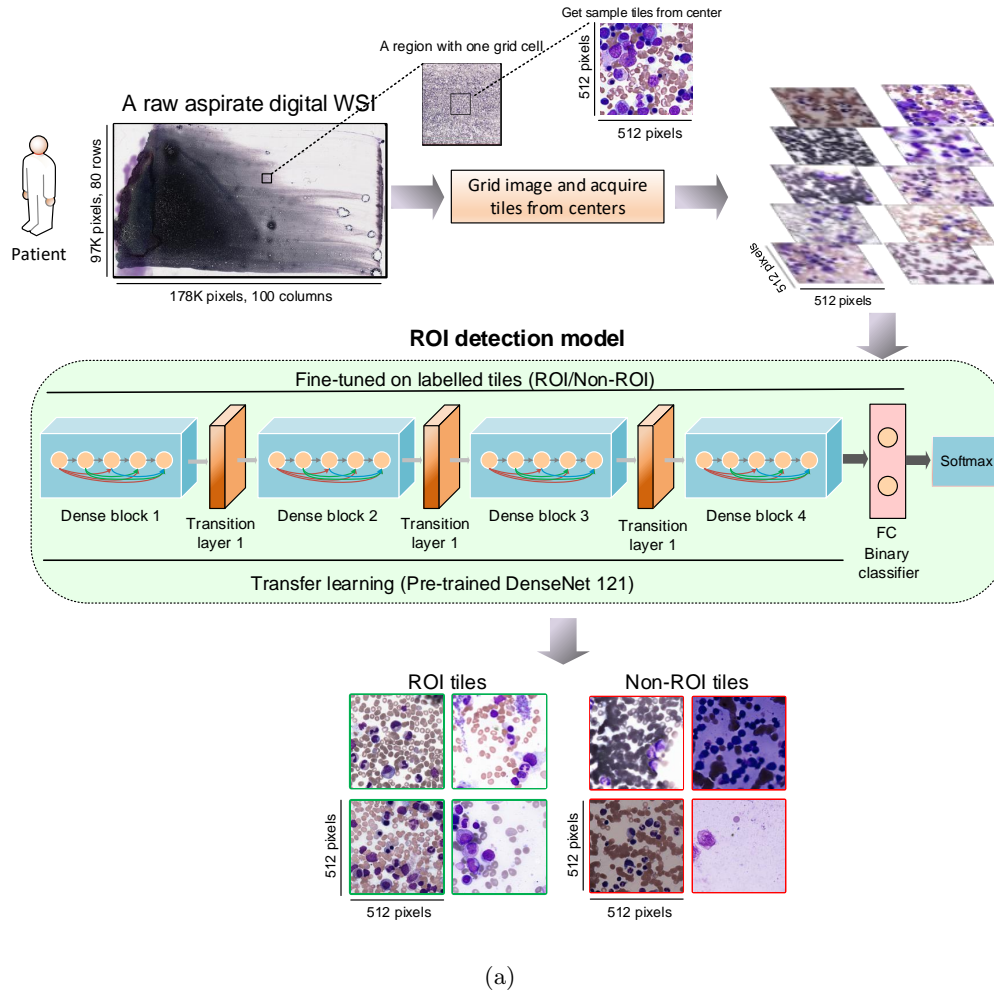 Get sample tiles from center
A region with one grid cell
512 pixels
512 pixels
A raw aspirate digital WSI
97K pixels, 80 rows
Patient
178K pixels, 100 columns
Grid image and acquire
tiles from centers
512 pixels
512 pixels
ROI detection model
Fine-tuned on labelled tiles (ROI/Non-ROI)
Dense block 1
Transition
layer 1
Dense block 2
Transition
layer 1
Dense block 3
Transition
layer 1
Dense block 4
FC
Binary
classifier
Softmax
Transfer learning (Pre-trained DenseNet 121)
ROI tiles
Non-ROI tiles
512 pixels
512 pixels
512 pixels
512 pixels
(a)